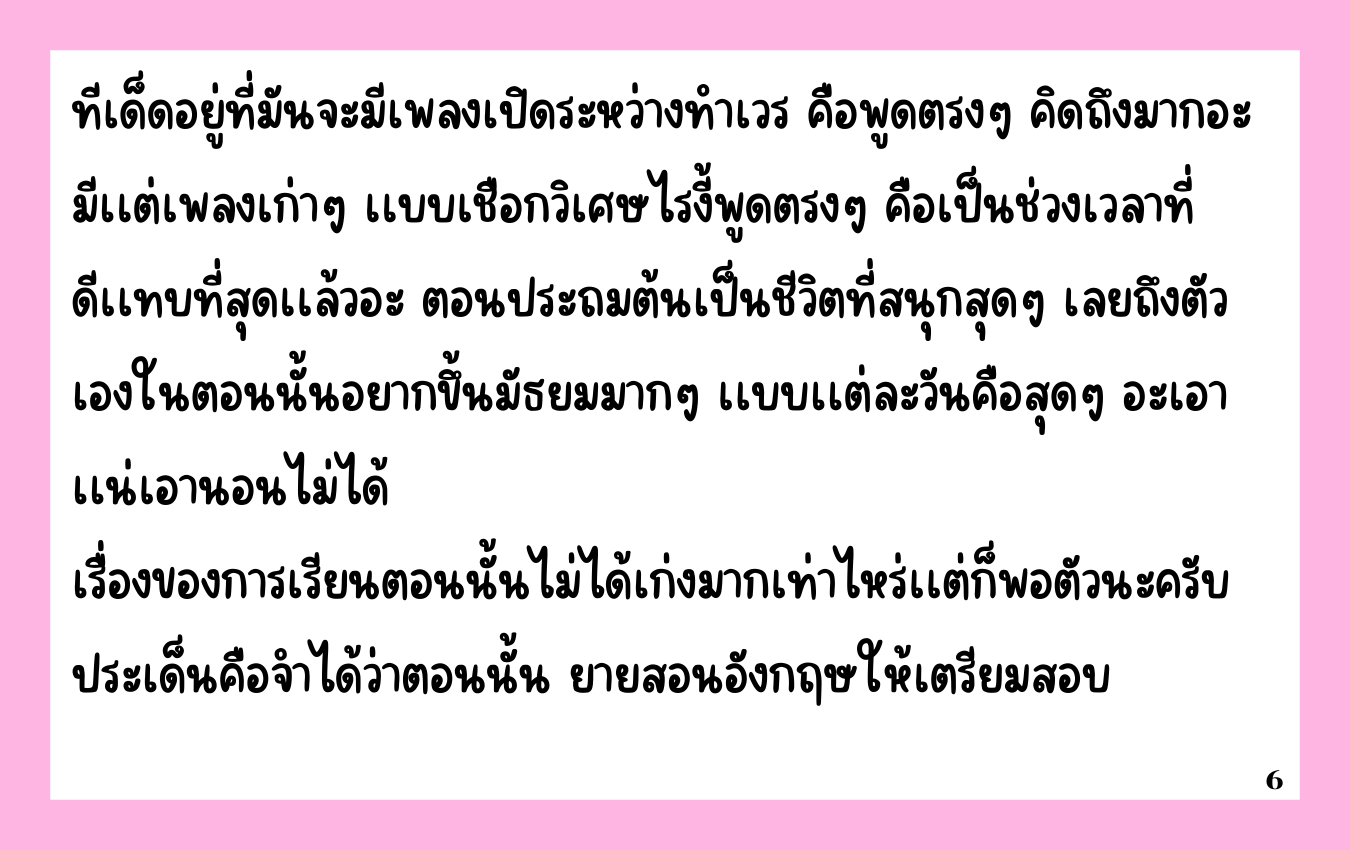 ทีเด็ดอยู่ที่มันจะมีเพลงเปิดระหว่างทำเวร คือพูดตรงๆ คิดถึงมากอะ
มีแต่เพลงเก่าๆ แบบเชือกวิเศษไรงี้พูดตรงๆ คือเป็นช่วงเวลาที่
ดีแทบที่สุดแล้วอะ ตอนประถมต้นเป็นชีวิตที่สนุกสุดๆ เลยถึงตัว
เองในตอนนั้นอยากขึ้นมัธยมมากๆ แบบแต่ละวันคือสุดๆ อะเอา
แน่เอานอนไม่ได้
เรื่องของการเรียนตอนนั้นไม่ได้เก่งมากเท่าไหร่แต่ก็พอตัวนะครับ
ประเด็นคือจำได้ว่าตอนนั้น ยายสอนอังกฤษให้เตรียมสอบ
6